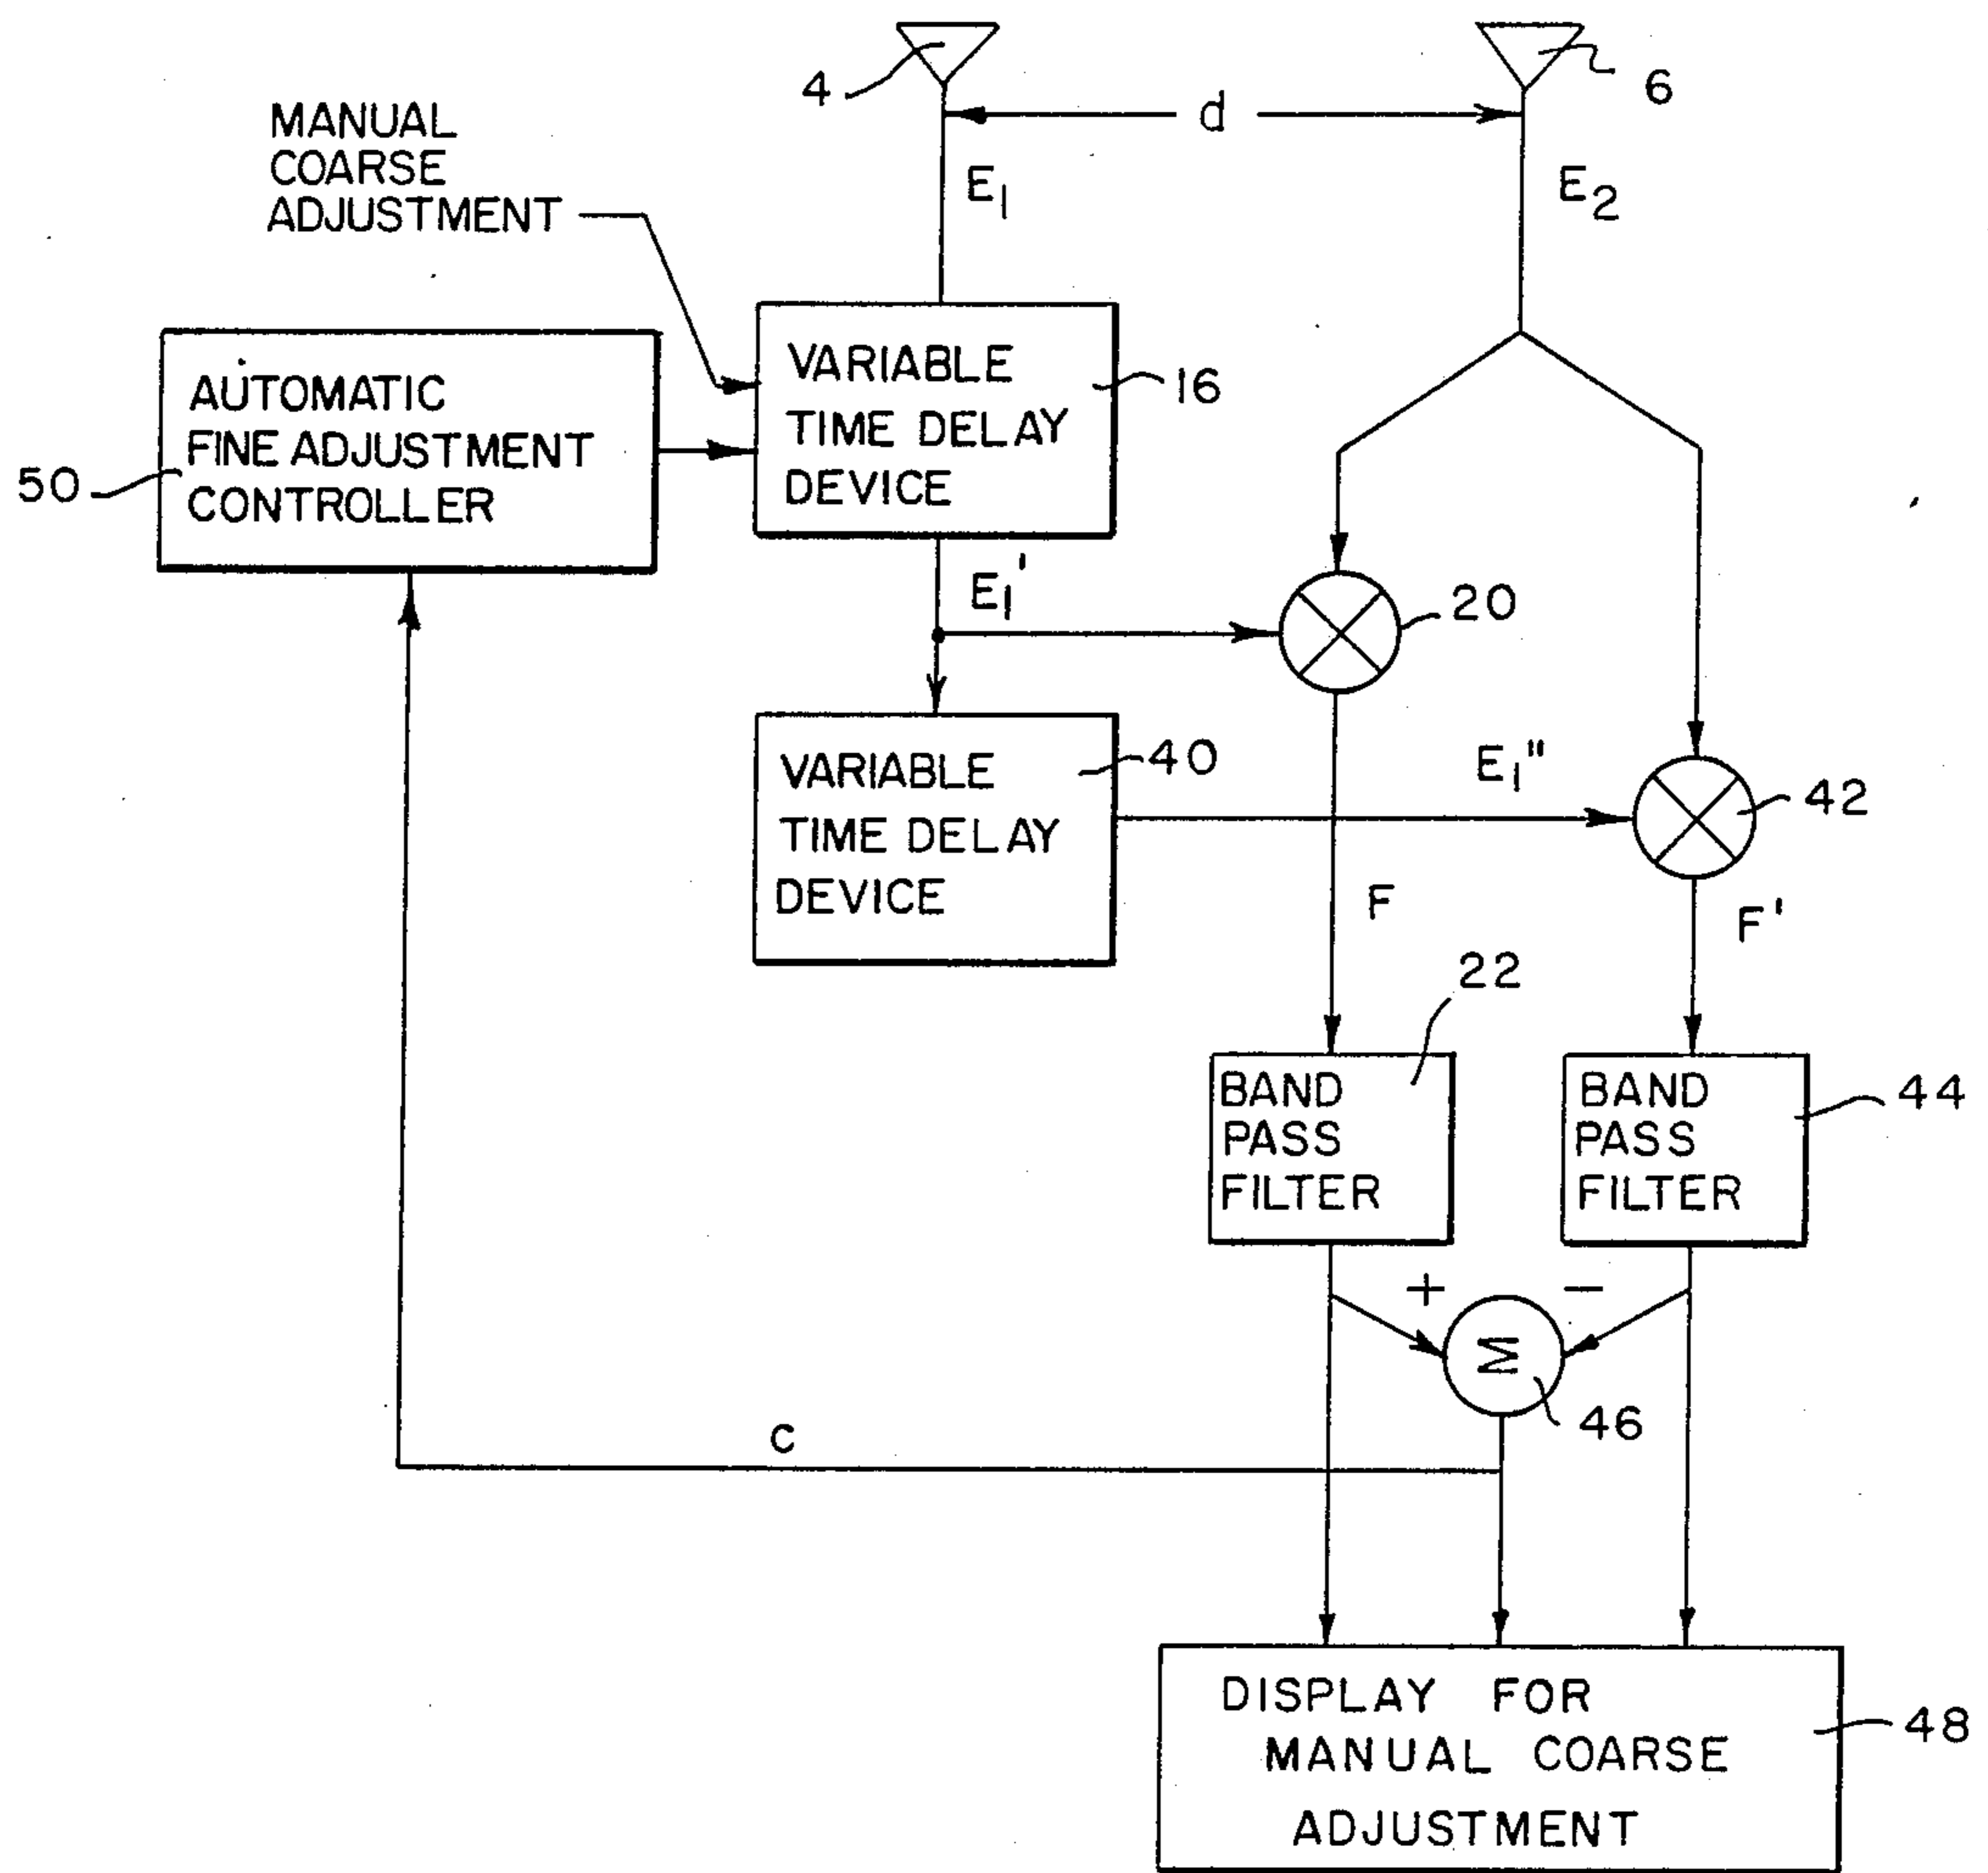 4
6
d
MANUAL
COARSE
ADJUSTMENT
E1
E2
VARIABLE
TIME DELAY
DEVICE
16
AUTOMATIC
FINE ADJUSTMENT
CONTROLLER
50
E1'
20
VARIABLE
TIME DELAY
DEVICE
40
E1"
42
F
F'
22
BAND
PASS
FILTER
BAND
PASS
FILTER
44
+
−
Σ
46
C
DISPLAY FOR
MANUAL COARSE
ADJUSTMENT
48